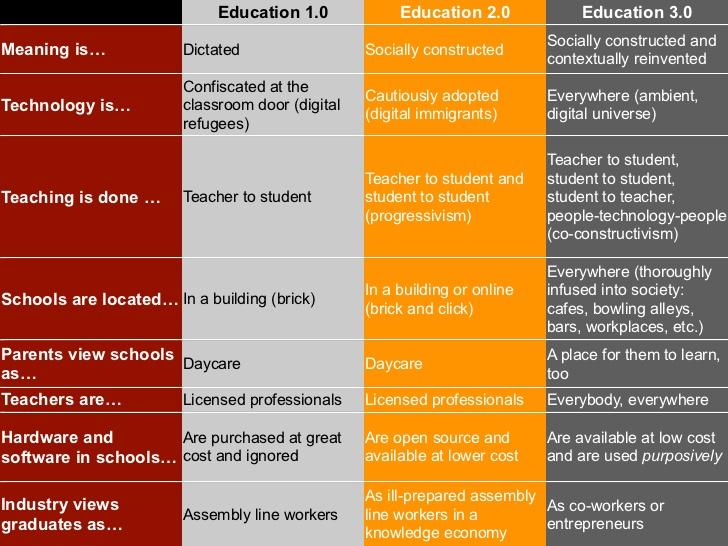 Education 1.0
Education 2.0
Education 3.0
Meaning is…
Dictated
Socially constructed
Socially constructed and
contextually reinvented
Technology is…
Confiscated at the
classroom door (digital
refugees)
Cautiously adopted
(digital immigrants)
Everywhere (ambient,
digital universe)
Teaching is done …
Teacher to student
Teacher to student and
student to student
(progressivism)
Teacher to student,
student to student,
student to teacher,
people-technology-people
(co-constructivism)
Schools are located…
In a building (brick)
In a building or online
(brick and click)
Everywhere (thoroughly
infused into society:
cafes, bowling alleys,
bars, workplaces, etc.)
Parents view schools
as…
Daycare
Daycare
A place for them to learn,
too
Teachers are…
Licensed professionals
Licensed professionals
Everybody, everywhere
Hardware and
software in schools…
Are purchased at great
cost and ignored
Are open source and
available at lower cost
Are available at low cost
and are used purposively
Industry views
graduates as…
Assembly line workers
As ill-prepared assembly
line workers in a
knowledge economy
As co-workers or
entrepreneurs